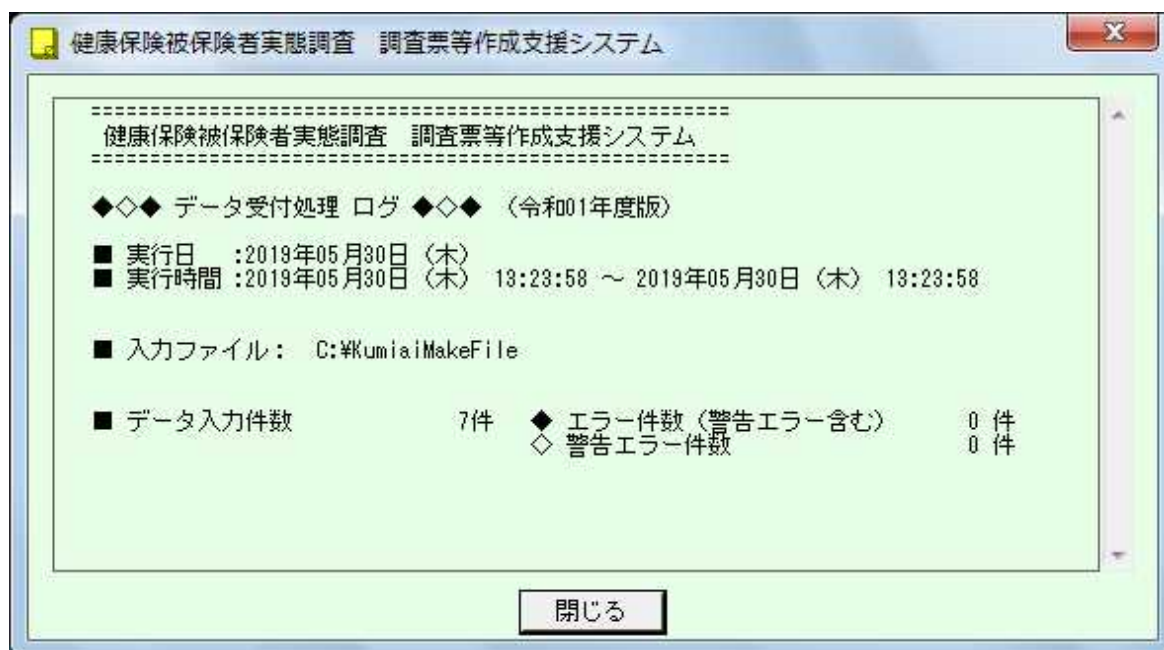 健康保険被保険者実態調査　調査票等作成支援システム
======================================================
健康保険被保険者実態調査　調査票等作成支援システム
======================================================
◆◇◆ データ受付処理 ログ ◆◇◆ （令和01年度版）
■ 実行日　:2019年05月30日（木）
■ 実行時間 :2019年05月30日（木） 13:23:58 ～ 2019年05月30日（木） 13:23:58
■ 入力ファイル： C:¥KumiaiMakeFile
■ データ入力件数　7件 ◆ エラー件数（警告エラー含む）　0 件
◇ 警告エラー件数　0 件
閉じる